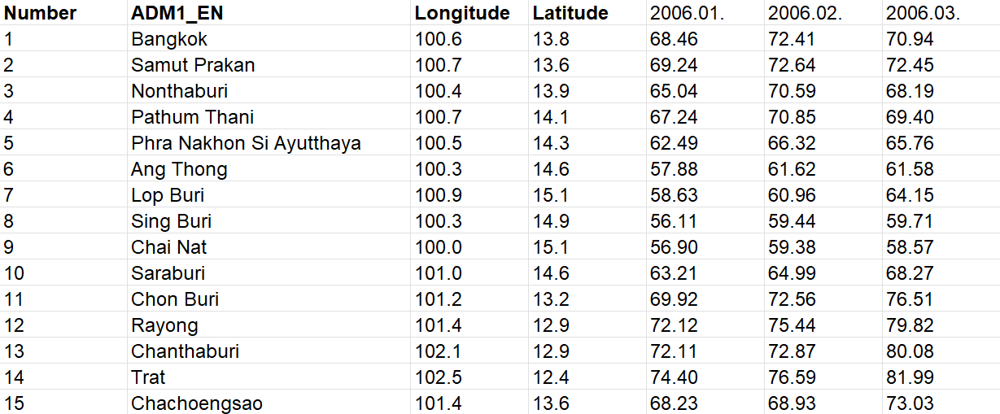 Number ADM1_EN Longitude Latitude 2006.01. 2006.02. 2006.03.
1 Bangkok 100.6 13.8 68.46 72.41 70.94
2 Samut Prakan 100.7 13.6 69.24 72.64 72.45
3 Nonthaburi 100.4 13.9 65.04 70.59 68.19
4 Pathum Thani 100.7 14.1 67.24 70.85 69.40
5 Phra Nakhon Si Ayutthaya 100.5 14.3 62.49 66.32 65.76
6 Ang Thong 100.3 14.6 57.88 61.62 61.58
7 Lop Buri 100.9 15.1 58.63 60.96 64.15
8 Sing Buri 100.3 14.9 56.11 59.44 59.71
9 Chai Nat 100.0 15.1 56.90 59.38 58.57
10 Saraburi 101.0 14.6 63.21 64.99 68.27
11 Chon Buri 101.2 13.2 69.92 72.56 76.51
12 Rayong 101.4 12.9 72.12 75.44 79.82
13 Chanthaburi 102.1 12.9 72.11 72.87 80.08
14 Trat 102.5 12.4 74.40 76.59 81.99
15 Chachoengsao 101.4 13.6 68.23 68.93 73.03